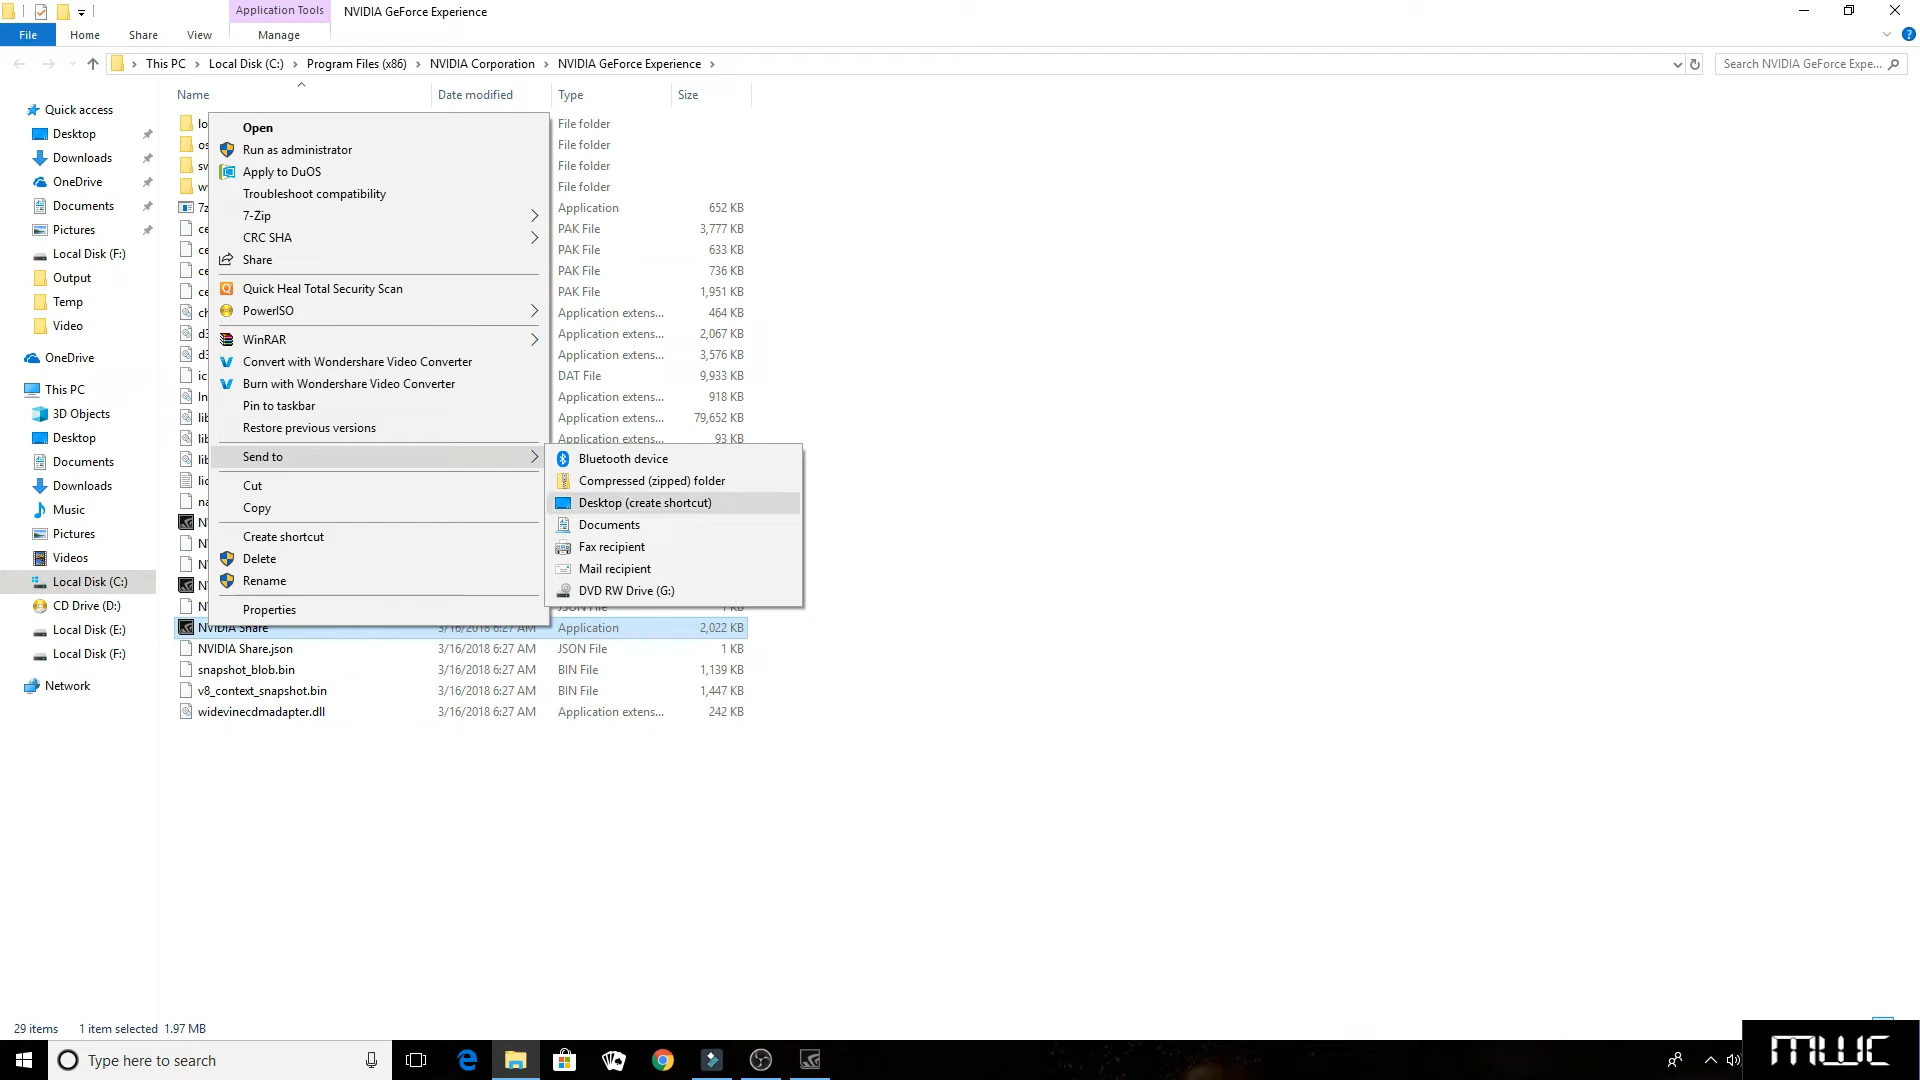 Application Tools
NVIDIA GeForce Experience
File
Home
Share
View
Manage
This PC
Local Disk (C:)
Program Files (x86)
NVIDIA Corporation
NVIDIA GeForce Experience
Search NVIDIA GeForce Expe...
Name
Date modified
Type
Size
Quick access
Desktop
Downloads
OneDrive
Documents
Pictures
Local Disk (F:)
Output
Temp
Video
OneDrive
This PC
3D Objects
Desktop
Documents
Downloads
Music
Pictures
Videos
Local Disk (C:)
CD Drive (D:)
Local Disk (E:)
Local Disk (F:)
Network
File folder
File folder
File folder
File folder
Application 652 KB
PAK File 3,777 KB
PAK File 633 KB
PAK File 736 KB
PAK File 1,951 KB
Application extens... 464 KB
Application extens... 2,067 KB
Application extens... 3,576 KB
DAT File 9,933 KB
Application extens... 918 KB
Application extens... 79,652 KB
Application extens... 93 KB
Open
Run as administrator
Apply to DuOS
Troubleshoot compatibility
7-Zip
CRC SHA
Share
Quick Heal Total Security Scan
PowerISO
WinRAR
Convert with Wondershare Video Converter
Burn with Wondershare Video Converter
Pin to taskbar
Restore previous versions
Send to
Cut
Copy
Create shortcut
Delete
Rename
Properties
Bluetooth device
Compressed (zipped) folder
Desktop (create shortcut)
Documents
Fax recipient
Mail recipient
DVD RW Drive (G:)
JSON File 1 KB
NVIDIA Share 3/16/2018 6:27 AM Application 2,022 KB
NVIDIA Share.json 3/16/2018 6:27 AM JSON File 1 KB
snapshot_blob.bin 3/16/2018 6:27 AM BIN File 1,139 KB
v8_context_snapshot.bin 3/16/2018 6:27 AM BIN File 1,447 KB
widevinecdmadapter.dll 3/16/2018 6:27 AM Application extens... 242 KB
29 items 1 item selected 1.97 MB
Type here to search
MWC